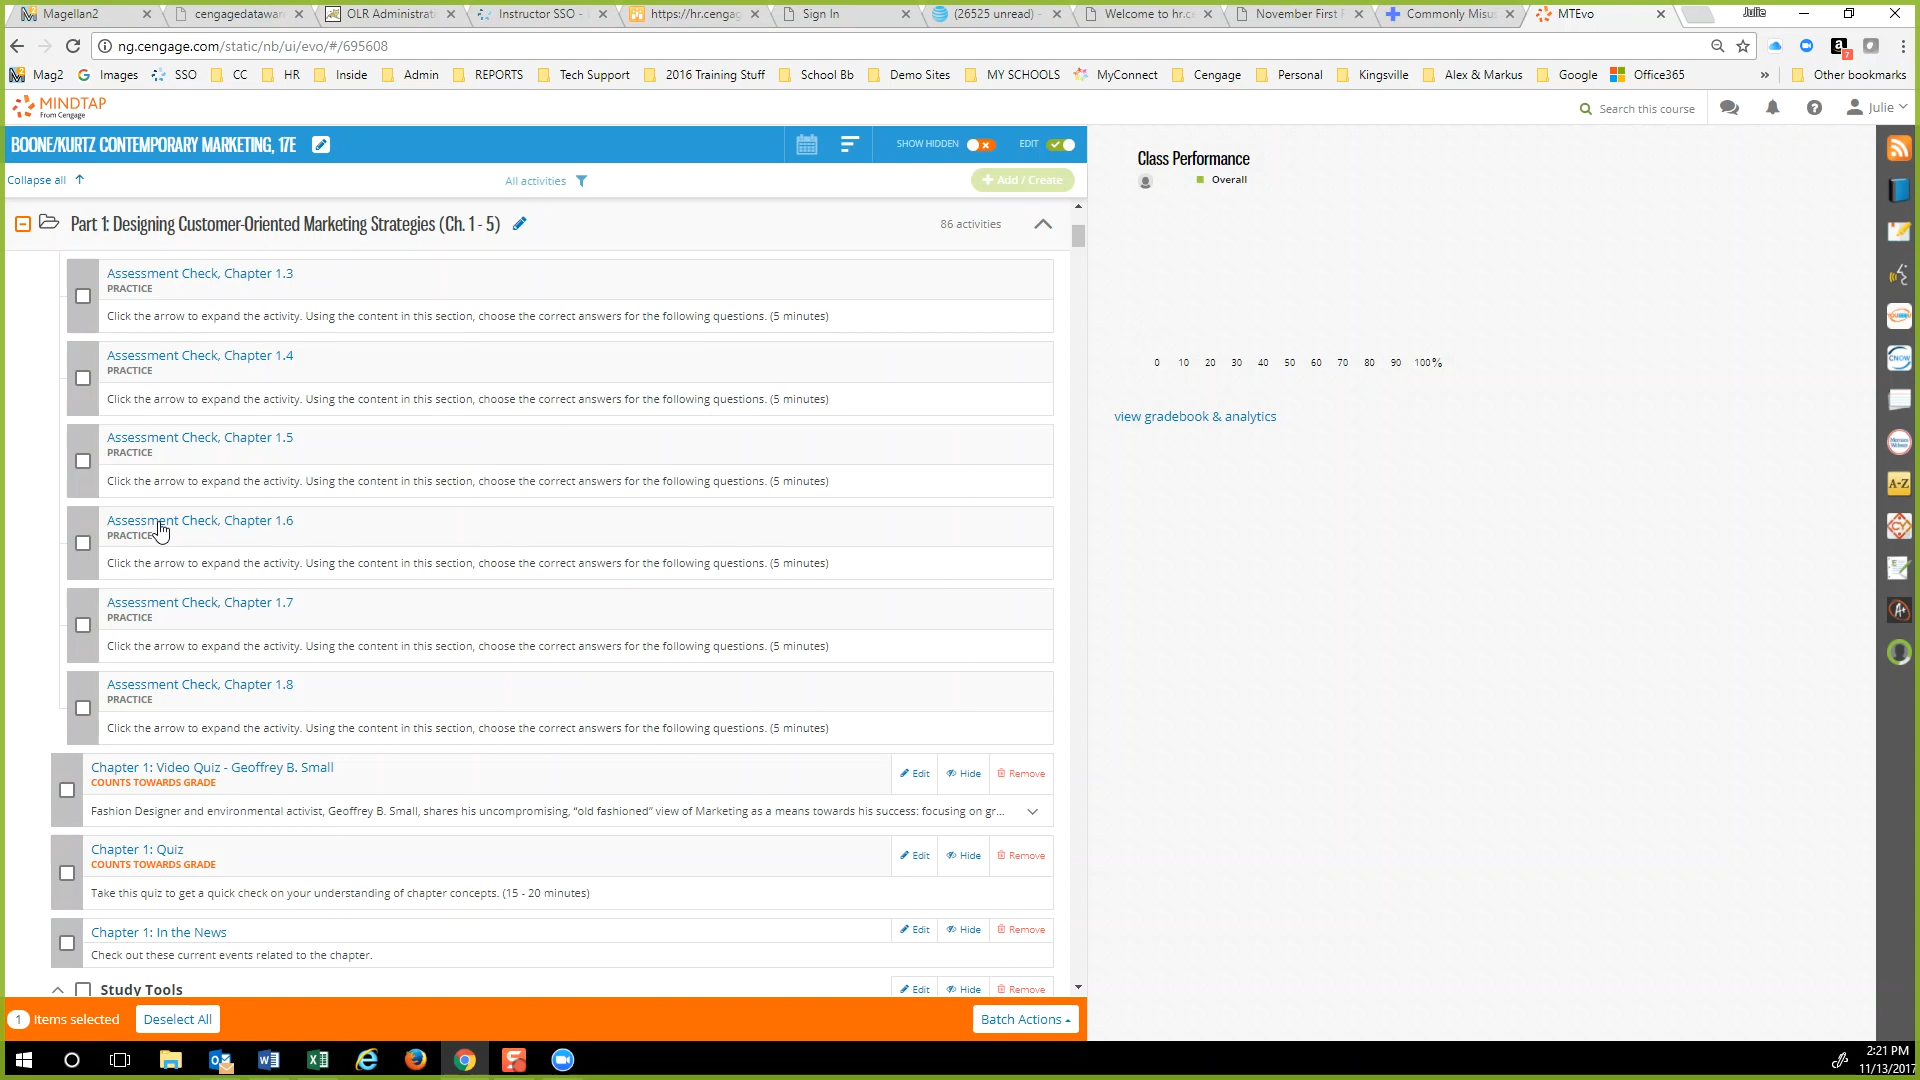 Magellan2
cengagedatawar
OLR Administrati
Instructor SSO -
https://hr.cengag
Sign In
(26525 unread) -
Welcome to hr.ce
November First F
Commonly Misus
MTEvo
Julie
ng.cengage.com/static/nb/ui/evo/#/695608
Mag2
Images
SSO
CC
HR
Inside
Admin
REPORTS
Tech Support
2016 Training Stuff
School Bb
Demo Sites
MY SCHOOLS
MyConnect
Cengage
Personal
Kingsville
Alex & Markus
Google
Office365
»
Other bookmarks
MINDTAP
From Cengage
Search this course
Julie
BOONE/KURTZ CONTEMPORARY MARKETING, 17E
SHOW HIDDEN
EDIT
Collapse all
All activities
+ Add / Create
Part 1: Designing Customer-Oriented Marketing Strategies (Ch. 1 - 5)
86 activities
Assessment Check, Chapter 1.3
PRACTICE
Click the arrow to expand the activity. Using the content in this section, choose the correct answers for the following questions. (5 minutes)
Assessment Check, Chapter 1.4
PRACTICE
Click the arrow to expand the activity. Using the content in this section, choose the correct answers for the following questions. (5 minutes)
Assessment Check, Chapter 1.5
PRACTICE
Click the arrow to expand the activity. Using the content in this section, choose the correct answers for the following questions. (5 minutes)
Assessment Check, Chapter 1.6
PRACTICE
Click the arrow to expand the activity. Using the content in this section, choose the correct answers for the following questions. (5 minutes)
Assessment Check, Chapter 1.7
PRACTICE
Click the arrow to expand the activity. Using the content in this section, choose the correct answers for the following questions. (5 minutes)
Assessment Check, Chapter 1.8
PRACTICE
Click the arrow to expand the activity. Using the content in this section, choose the correct answers for the following questions. (5 minutes)
Chapter 1: Video Quiz - Geoffrey B. Small
COUNTS TOWARDS GRADE
Edit
Hide
Remove
Fashion Designer and environmental activist, Geoffrey B. Small, shares his uncompromising, "old fashioned" view of Marketing as a means towards his success: focusing on gr...
Chapter 1: Quiz
COUNTS TOWARDS GRADE
Edit
Hide
Remove
Take this quiz to get a quick check on your understanding of chapter concepts. (15 - 20 minutes)
Chapter 1: In the News
Edit
Hide
Remove
Check out these current events related to the chapter.
Study Tools
Edit
Hide
Remove
1 Items selected
Deselect All
Batch Actions
Class Performance
Overall
0 10 20 30 40 50 60 70 80 90 100%
view gradebook & analytics
CNOW
A-Z
A+
2:21 PM
11/13/2017